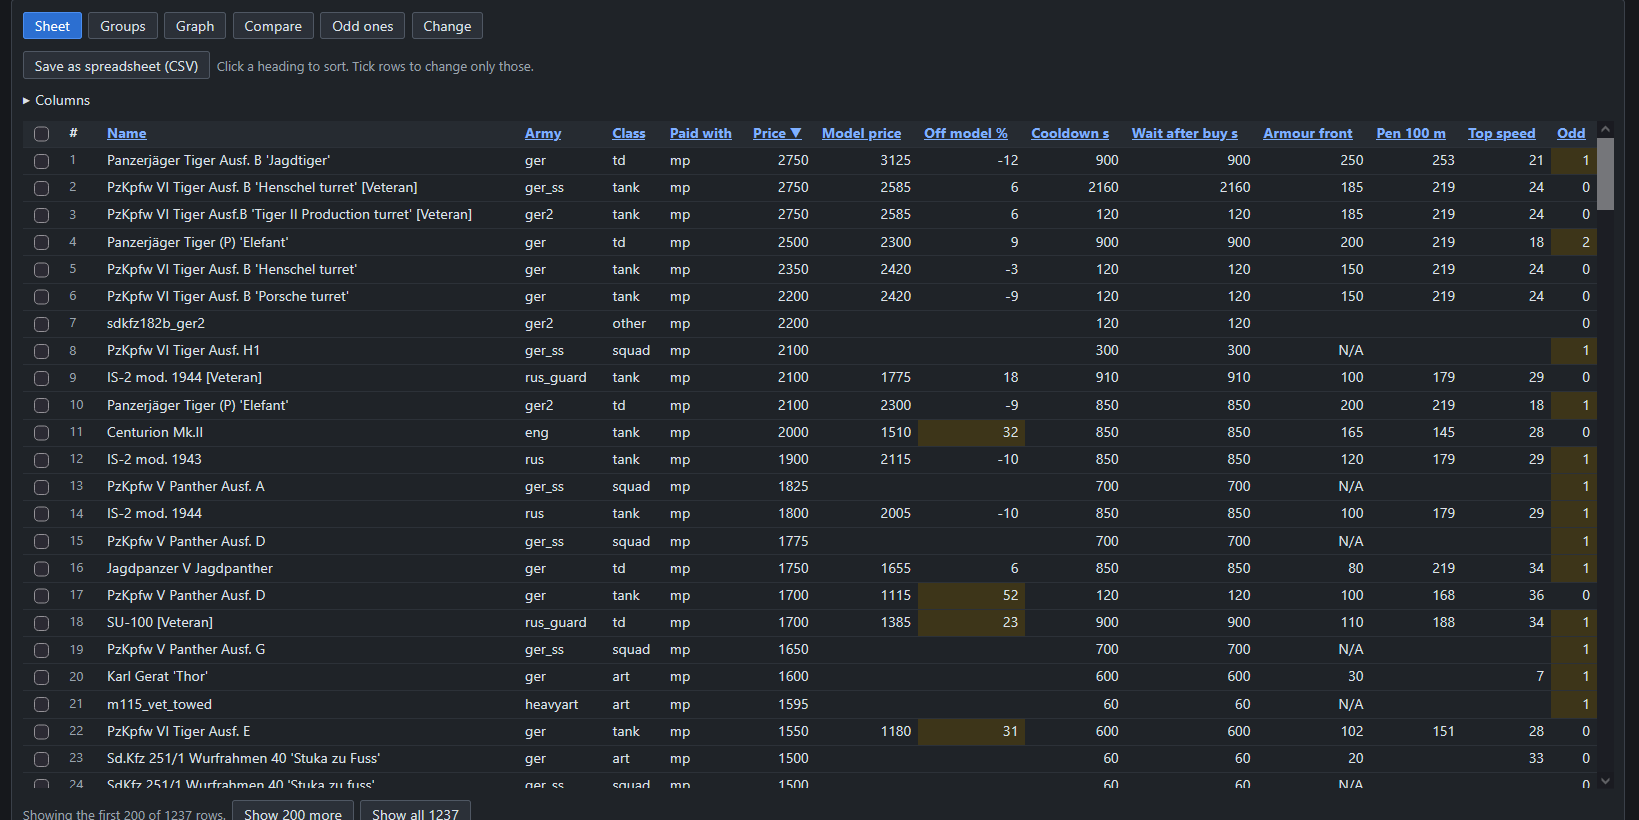 Sheet Groups Graph Compare Odd ones Change
Save as spreadsheet (CSV) Click a heading to sort. Tick rows to change only those.
▸ Columns
# Name Army Class Paid with Price ▼ Model price Off model % Cooldown s Wait after buy s Armour front Pen 100 m Top speed Odd
1 Panzerjäger Tiger Ausf. B 'Jagdtiger' ger td mp 2750 3125 -12 900 900 250 253 21 1
2 PzKpfw VI Tiger Ausf. B 'Henschel turret' [Veteran] ger_ss tank mp 2750 2585 6 2160 2160 185 219 24 0
3 PzKpfw VI Tiger Ausf.B 'Tiger II Production turret' [Veteran] ger2 tank mp 2750 2585 6 120 120 185 219 24 0
4 Panzerjäger Tiger (P) 'Elefant' ger td mp 2500 2300 9 900 900 200 219 18 2
5 PzKpfw VI Tiger Ausf. B 'Henschel turret' ger tank mp 2350 2420 -3 120 120 150 219 24 0
6 PzKpfw VI Tiger Ausf. B 'Porsche turret' ger tank mp 2200 2420 -9 120 120 150 219 24 0
7 sdkfz182b_ger2 ger2 other mp 2200 120 120 0
8 PzKpfw VI Tiger Ausf. H1 ger_ss squad mp 2100 300 300 N/A 1
9 IS-2 mod. 1944 [Veteran] rus_guard tank mp 2100 1775 18 910 910 100 179 29 0
10 Panzerjäger Tiger (P) 'Elefant' ger2 td mp 2100 2300 -9 850 850 200 219 18 1
11 Centurion Mk.II eng tank mp 2000 1510 32 850 850 165 145 28 0
12 IS-2 mod. 1943 rus tank mp 1900 2115 -10 850 850 120 179 29 1
13 PzKpfw V Panther Ausf. A ger_ss squad mp 1825 700 700 N/A 1
14 IS-2 mod. 1944 rus tank mp 1800 2005 -10 850 850 100 179 29 1
15 PzKpfw V Panther Ausf. D ger_ss squad mp 1775 700 700 N/A 1
16 Jagdpanzer V Jagdpanther ger td mp 1750 1655 6 850 850 80 219 34 1
17 PzKpfw V Panther Ausf. D ger tank mp 1700 1115 52 120 120 100 168 36 0
18 SU-100 [Veteran] rus_guard td mp 1700 1385 23 900 900 110 188 34 1
19 PzKpfw V Panther Ausf. G ger_ss squad mp 1650 700 700 N/A 1
20 Karl Gerat 'Thor' ger art mp 1600 600 600 30 7 1
21 m115_vet_towed heavyart art mp 1595 60 60 N/A 1
22 PzKpfw VI Tiger Ausf. E ger tank mp 1550 1180 31 600 600 102 151 28 0
23 Sd.Kfz 251/1 Wurfrahmen 40 'Stuka zu Fuss' ger art mp 1500 60 60 20 33 0
24 SdKfz 251/1 Wurfrahmen 40 'Stuka zu fuss' ger_ss squad mp 1500 60 60 N/A 0
Showing the first 200 of 1237 rows. Show 200 more Show all 1237